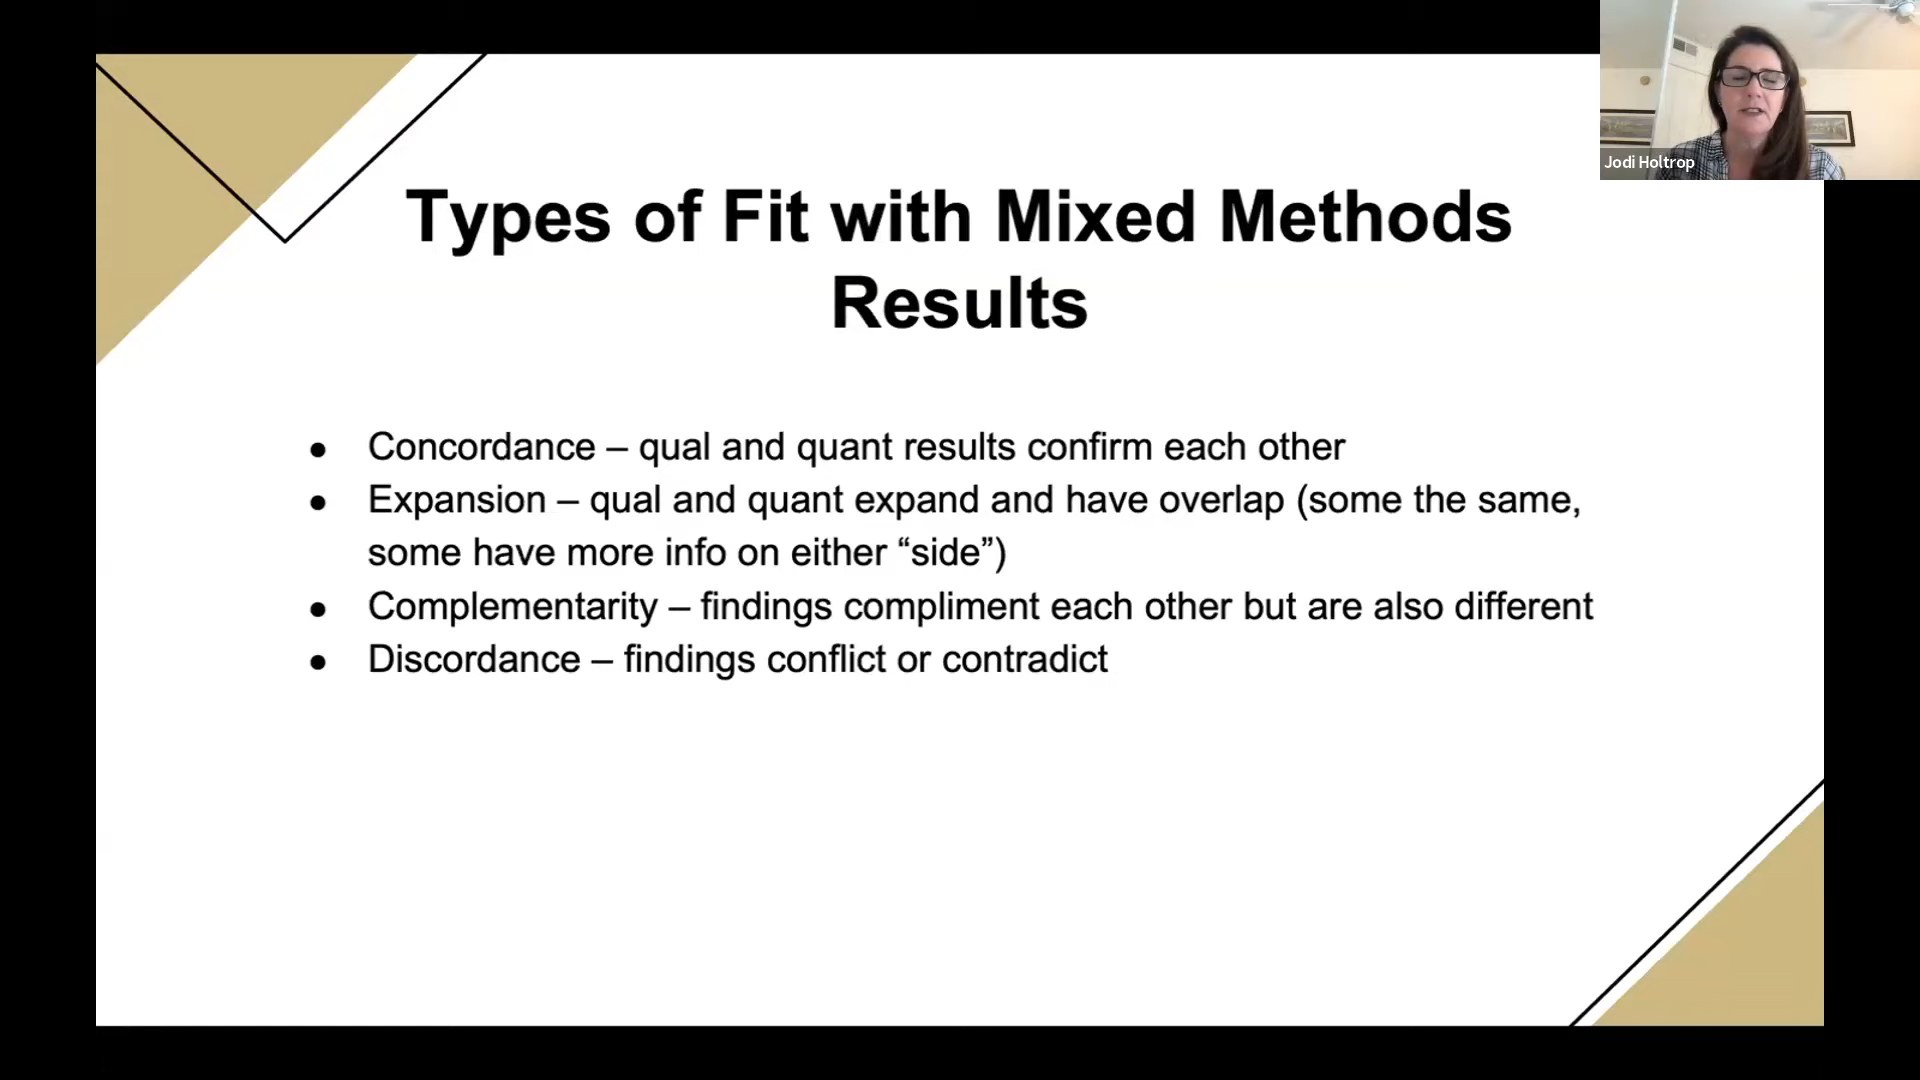 Types of Fit with Mixed Methods
Results
● Concordance – qual and quant results confirm each other
● Expansion – qual and quant expand and have overlap (some the same,
some have more info on either “side”)
● Complementarity – findings compliment each other but are also different
● Discordance – findings conflict or contradict
Jodi Holtrop